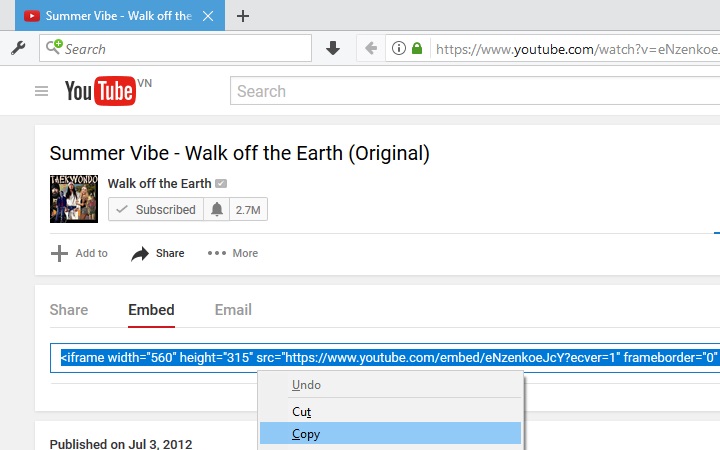 Summer Vibe - Walk off the
Search
https://www.youtube.com/watch?v=eNzenkoeJ
YouTube VN
Search
Summer Vibe - Walk off the Earth (Original)
TAEKWONDO
Walk off the Earth
Subscribed 2.7M
Add to Share More
Share Embed Email
<iframe width="560" height="315" src="https://www.youtube.com/embed/eNzenkoeJcY?ecver=1" frameborder="0"
Undo
Cut
Copy
Published on Jul 3, 2012